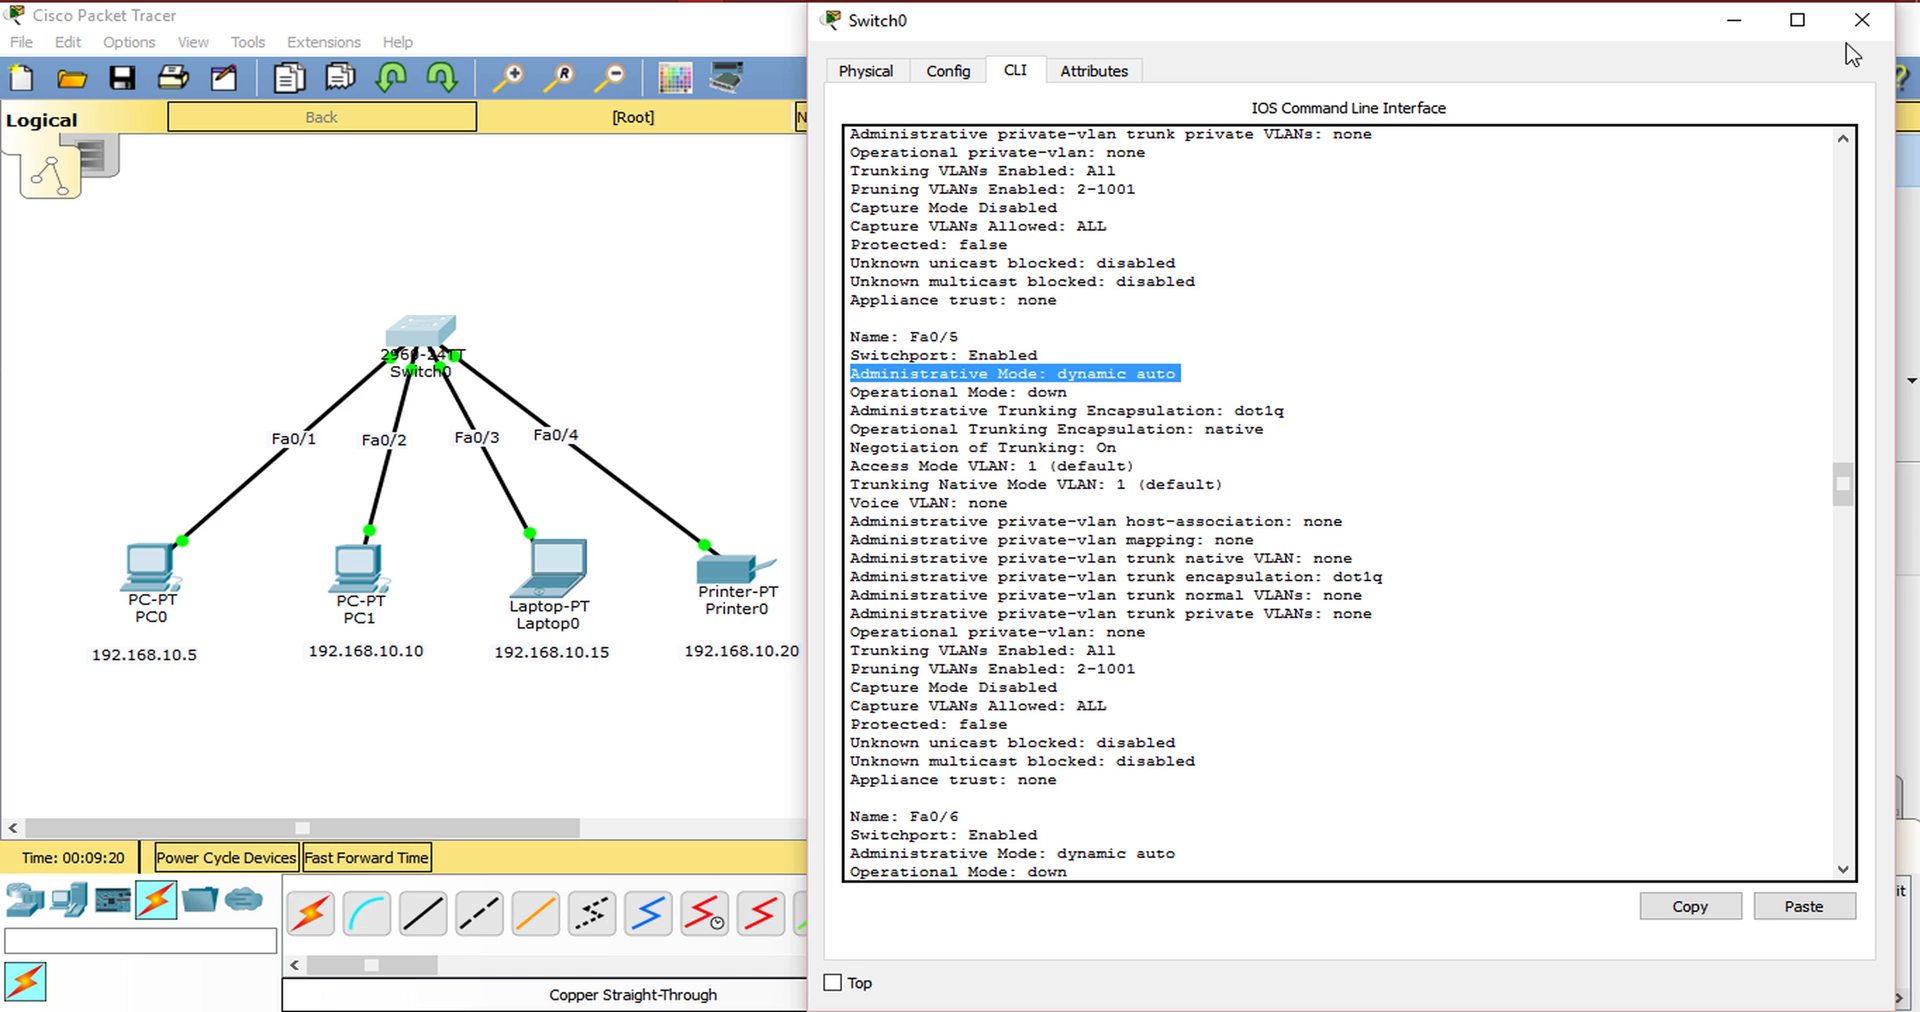 Cisco Packet Tracer
File Edit Options View Tools Extensions Help
Logical
Back
[Root]
N
2960-24TT
Switch0
Fa0/1
Fa0/2
Fa0/3
Fa0/4
PC-PT
PC0
PC-PT
PC1
Laptop-PT
Laptop0
Printer-PT
Printer0
192.168.10.5
192.168.10.10
192.168.10.15
192.168.10.20
Time: 00:09:20
Power Cycle Devices
Fast Forward Time
Copper Straight-Through
Switch0
Physical Config CLI Attributes
IOS Command Line Interface
Administrative private-vlan trunk private VLANs: none
Operational private-vlan: none
Trunking VLANs Enabled: All
Pruning VLANs Enabled: 2-1001
Capture Mode Disabled
Capture VLANs Allowed: ALL
Protected: false
Unknown unicast blocked: disabled
Unknown multicast blocked: disabled
Appliance trust: none
Name: Fa0/5
Switchport: Enabled
Administrative Mode: dynamic auto
Operational Mode: down
Administrative Trunking Encapsulation: dot1q
Operational Trunking Encapsulation: native
Negotiation of Trunking: On
Access Mode VLAN: 1 (default)
Trunking Native Mode VLAN: 1 (default)
Voice VLAN: none
Administrative private-vlan host-association: none
Administrative private-vlan mapping: none
Administrative private-vlan trunk native VLAN: none
Administrative private-vlan trunk encapsulation: dot1q
Administrative private-vlan trunk normal VLANs: none
Administrative private-vlan trunk private VLANs: none
Operational private-vlan: none
Trunking VLANs Enabled: All
Pruning VLANs Enabled: 2-1001
Capture Mode Disabled
Capture VLANs Allowed: ALL
Protected: false
Unknown unicast blocked: disabled
Unknown multicast blocked: disabled
Appliance trust: none
Name: Fa0/6
Switchport: Enabled
Administrative Mode: dynamic auto
Operational Mode: down
Copy
Paste
Top
it